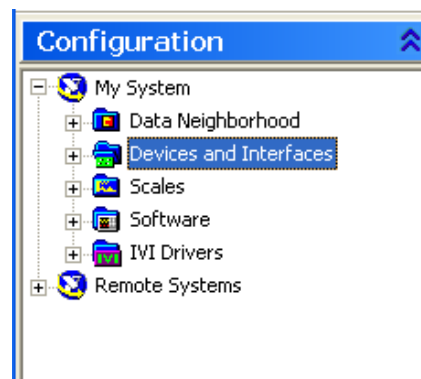 Configuration
My System
Data Neighborhood
Devices and Interfaces
Scales
Software
IVI Drivers
Remote Systems